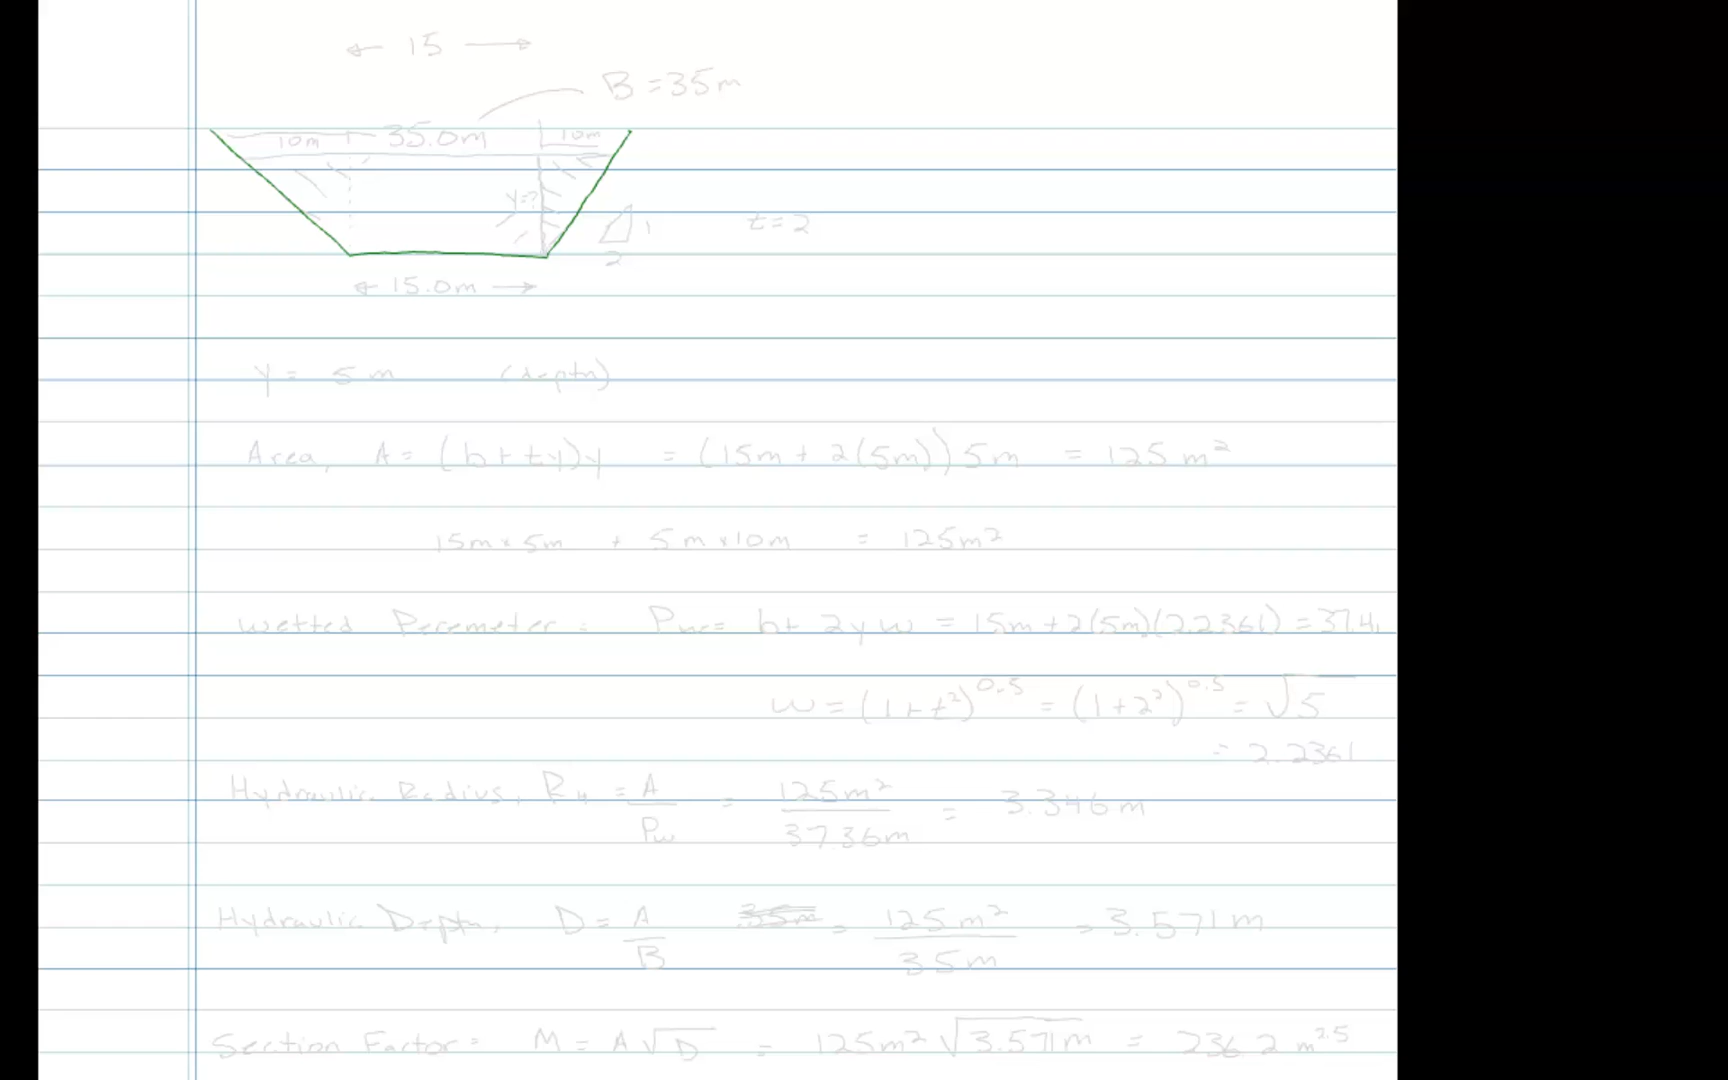 ← 15 →
B = 35m
10m 35.0m 10m
y=?
1
t = 2
2
← 15.0m →
y = 5 m (depth)
Area, A = (b + ty)y = (15m + 2(5m))5m = 125 m²
15m × 5m + 5m × 10m = 125m²
Wetted Peremeter = Pw = b + 2yw = 15m + 2(5m)(2.2361) = 37.4
w = (1 + t²)^0.5 = (1 + 2²)^0.5 = √5
= 2.2361
Hydraulic Radius, RH = A/Pw = 125m²/37.36m = 3.346 m
Hydraulic Depth, D = A/B = 125 m²/35m = 3.571 m
Section Factor = M = A√D = 125m² √3.571m = 236.2 m^2.5